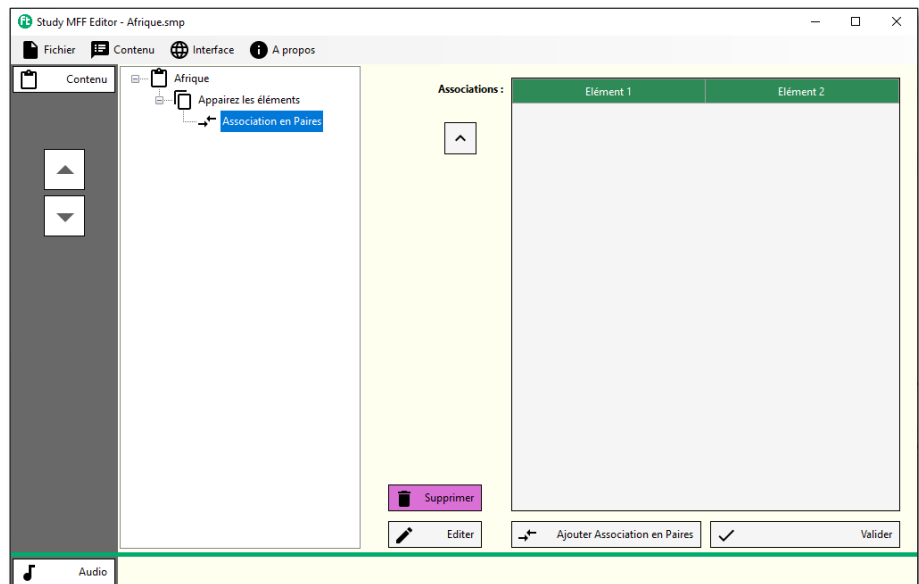 Study MFF Editor - Afrique.smp
Fichier Contenu Interface A propos
Contenu
Afrique
Appairez les éléments
Association en Paires
Associations :
Elément 1 Elément 2
Supprimer
Editer Ajouter Association en Paires Valider
Audio